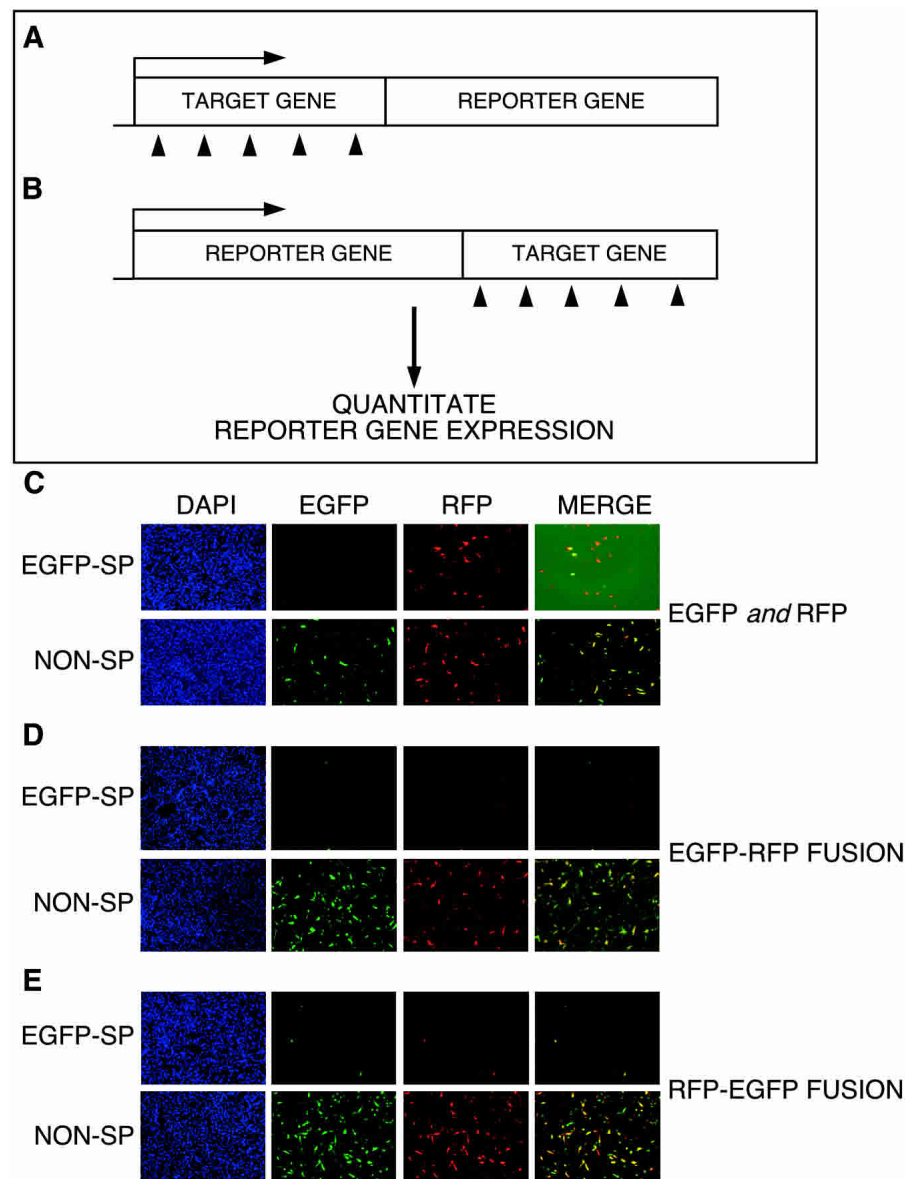 A
TARGET GENE
REPORTER GENE
B
REPORTER GENE
TARGET GENE
QUANTITATE
REPORTER GENE EXPRESSION
C
DAPI
EGFP
RFP
MERGE
EGFP-SP
NON-SP
EGFP and RFP
D
EGFP-SP
NON-SP
EGFP-RFP FUSION
E
EGFP-SP
NON-SP
RFP-EGFP FUSION